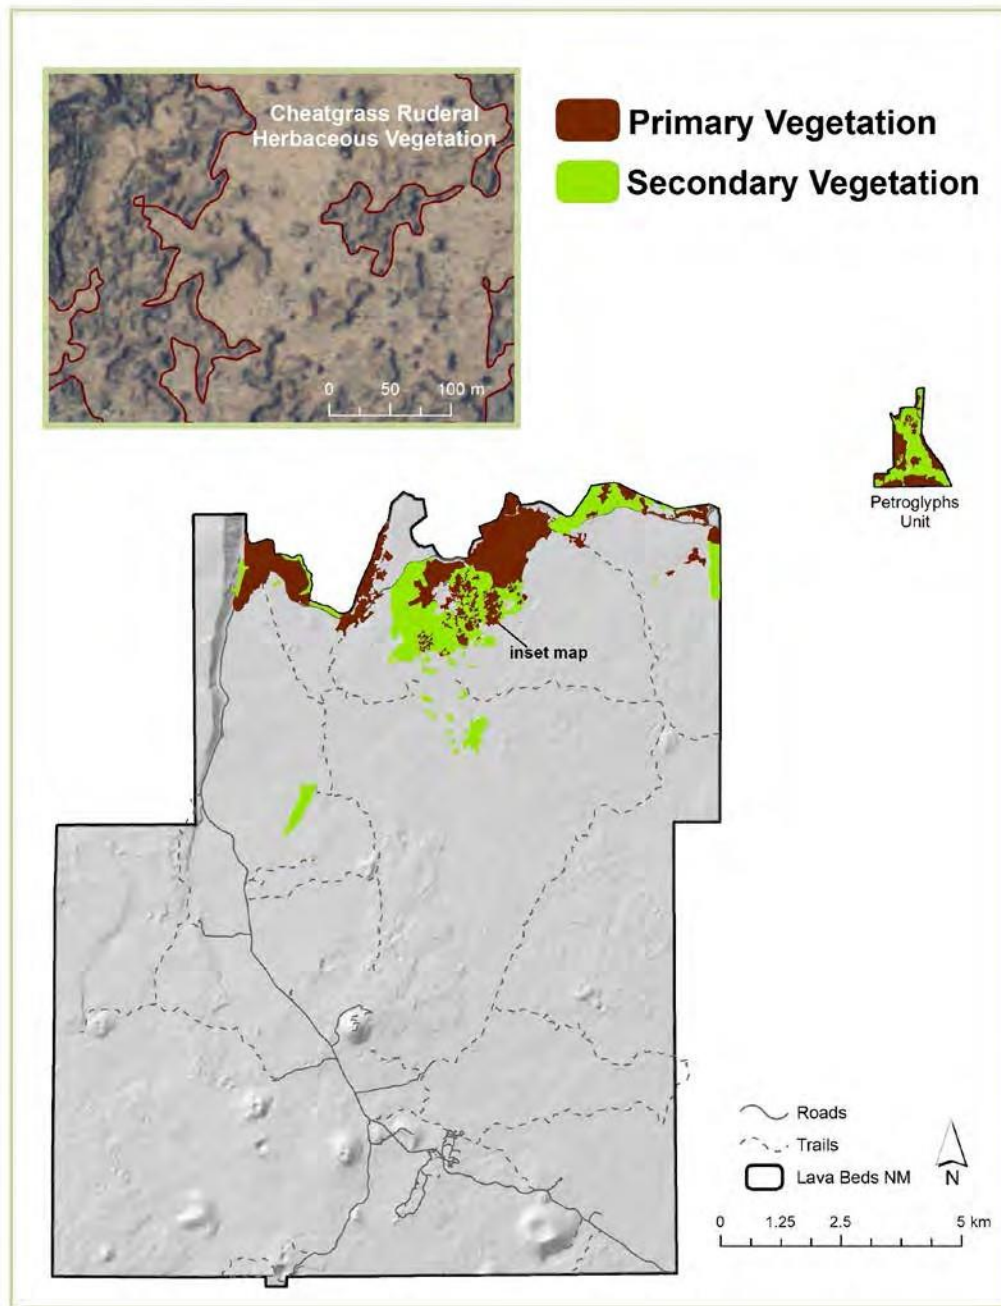 Cheatgrass Ruderal
Herbaceous Vegetation
0 50 100 m
Primary Vegetation
Secondary Vegetation
Petroglyphs
Unit
inset map
Roads
Trails
Lava Beds NM
N
0 1.25 2.5 5 km